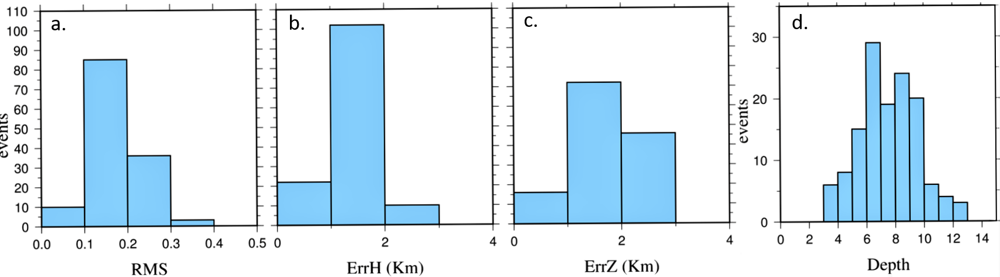 a.
110
100
90
80
70
60
50
40
30
20
10
0
events
0.0 0.1 0.2 0.3 0.4 0.5
RMS
b.
0 2 4
ErrH (Km)
c.
0 2 4
ErrZ (Km)
d.
30
20
10
0
events
0 2 4 6 8 10 12 14
Depth